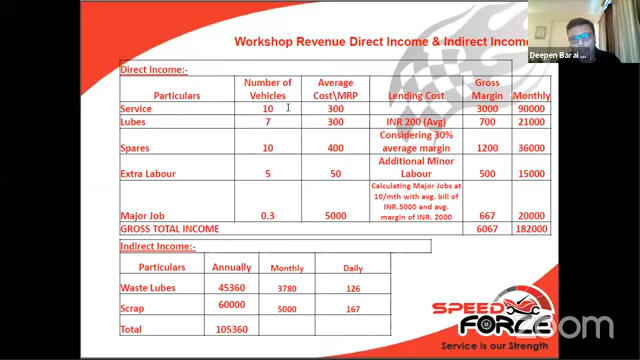 Deepen Barai ...
Workshop Revenue Direct Income & Indirect Income
Direct Income:-
Particulars Number of Vehicles Average Cost\MRP Lending Cost Gross Margin Monthly
Service 10 300 3000 90000
Lubes 7 300 INR 200 (Avg) 700 21000
Spares 10 400 Considering 30% average margin 1200 36000
Extra Labour 5 50 Additional Minor Labour 500 15000
Major Job 0.3 5000 Calculating Major Jobs at 10/mth with avg. bill of INR.5000 and avg. margin of INR. 2000 667 20000
GROSS TOTAL INCOME 6067 182000
Indirect Income:-
Particulars Annually Monthly Daily
Waste Lubes 45360 3780 126
Scrap 60000 5000 167
Total 105360
SPEED
FORZE
Service is our Strength
zoom